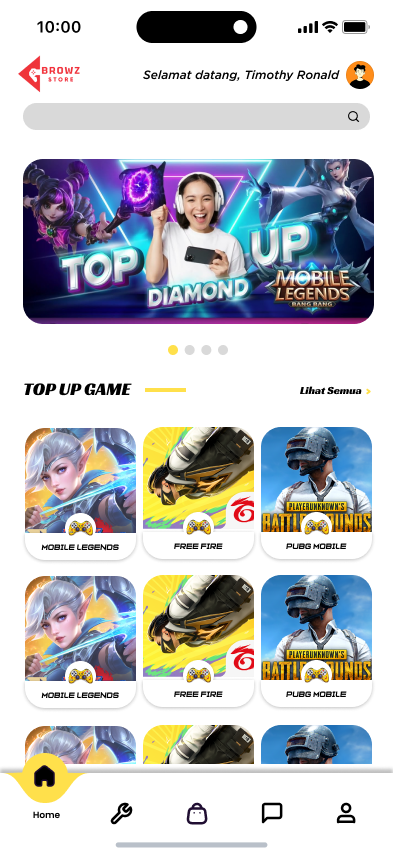 10:00
BROWZ
STORE
Selamat datang, Timothy Ronald
TOP UP
DIAMOND
MOBILE
LEGENDS
BANG BANG
TOP UP GAME
Lihat Semua >
PLAYERUNKNOWN'S
BATTLEGROUNDS
MOBILE LEGENDS
FREE FIRE
PUBG MOBILE
PLAYERUNKNOWN'S
BATTLEGROUNDS
MOBILE LEGENDS
FREE FIRE
PUBG MOBILE
Home